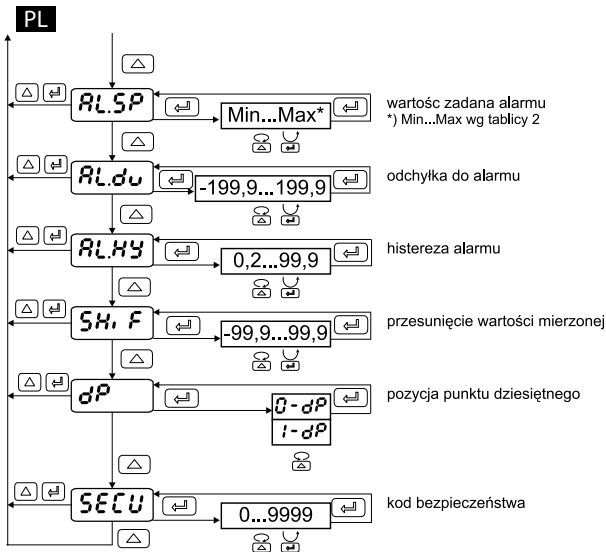 PL
AL.SP
Min...Max*
wartośc zadana alarmu
*) Min...Max wg tablicy 2
AL.du
-199,9...199,9
odchyłka do alarmu
AL.HY
0,2...99,9
histereza alarmu
SHi F
-99,9...99,9
przesunięcie wartości mierzonej
dP
0-dP
1-dP
pozycja punktu dziesiętnego
SECU
0...9999
kod bezpieczeństwa